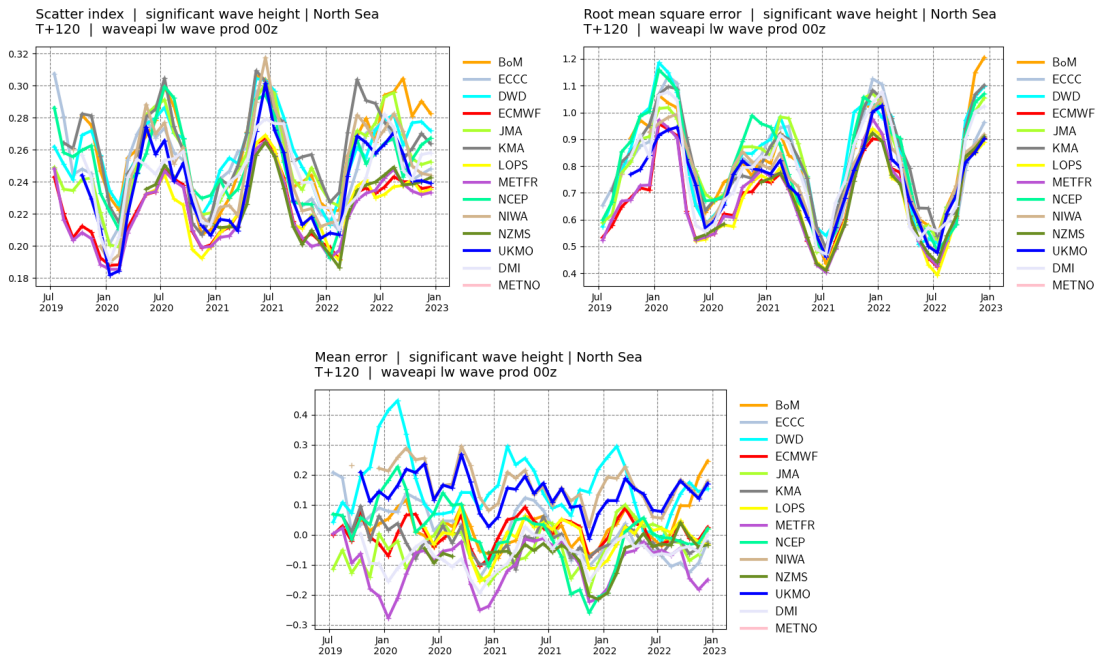 Scatter index | significant wave height | North Sea
T+120 | waveapi lw wave prod 00z
0.32
0.30
0.28
0.26
0.24
0.22
0.20
0.18
Jul 2019
Jan 2020
Jul 2020
Jan 2021
Jul 2021
Jan 2022
Jul 2022
Jan 2023
BoM
ECCC
DWD
ECMWF
JMA
KMA
LOPS
METFR
NCEP
NIWA
NZMS
UKMO
DMI
METNO
Root mean square error | significant wave height | North Sea
T+120 | waveapi lw wave prod 00z
1.2
1.1
1.0
0.9
0.8
0.7
0.6
0.5
0.4
Jul 2019
Jan 2020
Jul 2020
Jan 2021
Jul 2021
Jan 2022
Jul 2022
Jan 2023
BoM
ECCC
DWD
ECMWF
JMA
KMA
LOPS
METFR
NCEP
NIWA
NZMS
UKMO
DMI
METNO
Mean error | significant wave height | North Sea
T+120 | waveapi lw wave prod 00z
0.4
0.3
0.2
0.1
0.0
−0.1
−0.2
−0.3
Jul 2019
Jan 2020
Jul 2020
Jan 2021
Jul 2021
Jan 2022
Jul 2022
Jan 2023
BoM
ECCC
DWD
ECMWF
JMA
KMA
LOPS
METFR
NCEP
NIWA
NZMS
UKMO
DMI
METNO